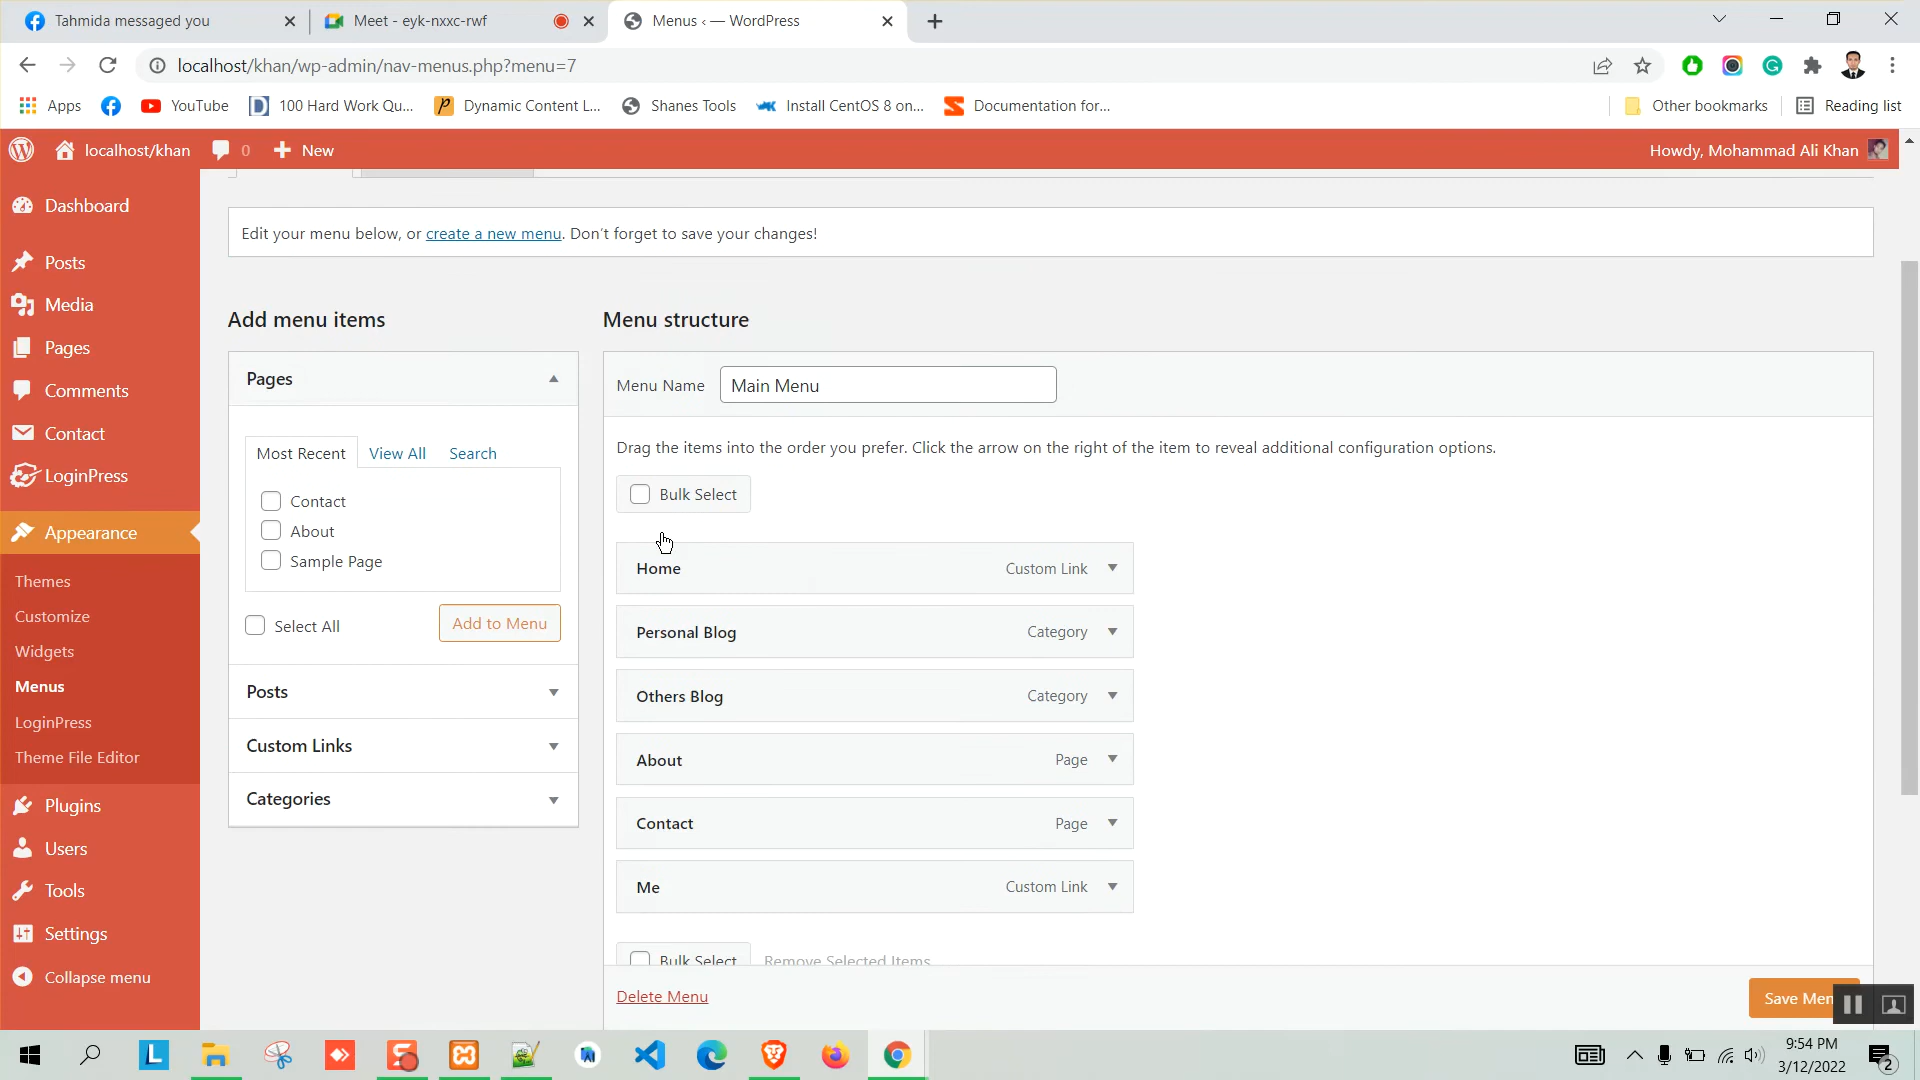 Tahmida messaged you
Meet - eyk-nxxc-rwf
Menus ‹ — WordPress
localhost/khan/wp-admin/nav-menus.php?menu=7
Apps
YouTube
100 Hard Work Qu...
Dynamic Content L...
Shanes Tools
Install CentOS 8 on...
Documentation for...
Other bookmarks
Reading list
localhost/khan
0
New
Howdy, Mohammad Ali Khan
Dashboard
Posts
Media
Pages
Comments
Contact
LoginPress
Appearance
Themes
Customize
Widgets
Menus
LoginPress
Theme File Editor
Plugins
Users
Tools
Settings
Collapse menu
Edit your menu below, or create a new menu. Don’t forget to save your changes!
Add menu items
Pages
Most Recent
View All
Search
Contact
About
Sample Page
Select All
Add to Menu
Posts
Custom Links
Categories
Menu structure
Menu Name
Main Menu
Drag the items into the order you prefer. Click the arrow on the right of the item to reveal additional configuration options.
Bulk Select
Home
Custom Link
Personal Blog
Category
Others Blog
Category
About
Page
Contact
Page
Me
Custom Link
Bulk Select
Remove Selected Items
Delete Menu
Save Men
9:54 PM
3/12/2022
2